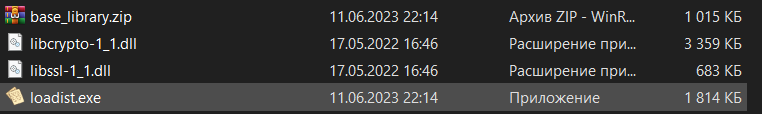 base_library.zip 11.06.2023 22:14 Архив ZIP - WinR... 1 015 КБ
libcrypto-1_1.dll 17.05.2022 16:46 Расширение при... 3 359 КБ
libssl-1_1.dll 17.05.2022 16:46 Расширение при... 683 КБ
loadist.exe 11.06.2023 22:14 Приложение 1 814 КБ